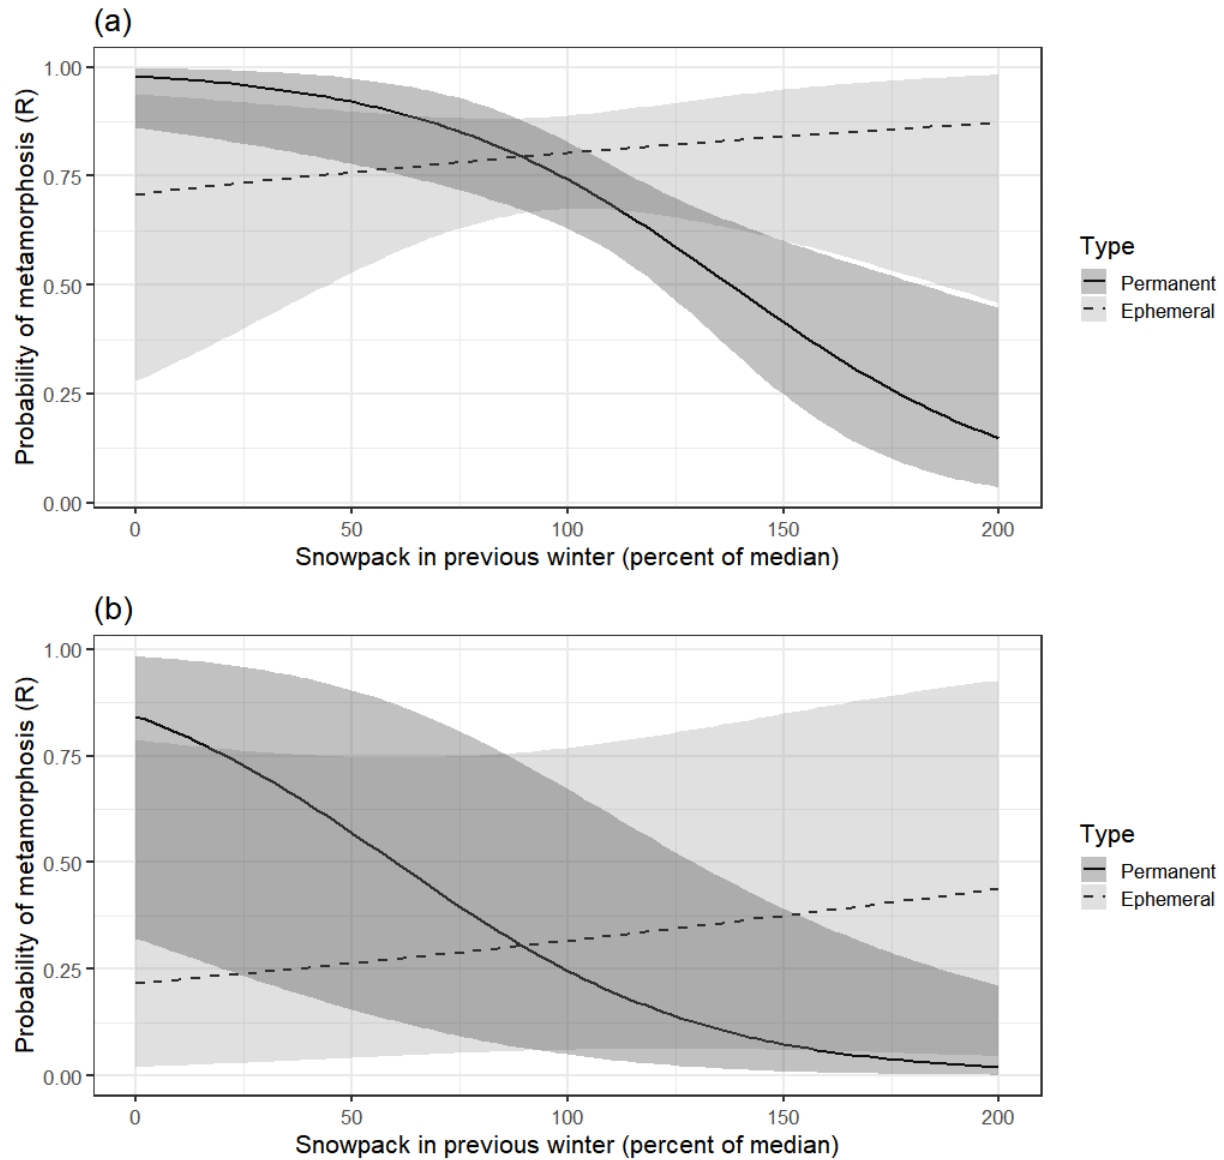 (a)
Probability of metamorphosis (R)
1.00
0.75
0.50
0.25
0.00
0 50 100 150 200
Snowpack in previous winter (percent of median)
Type
Permanent
Ephemeral
(b)
Probability of metamorphosis (R)
1.00
0.75
0.50
0.25
0.00
0 50 100 150 200
Snowpack in previous winter (percent of median)
Type
Permanent
Ephemeral